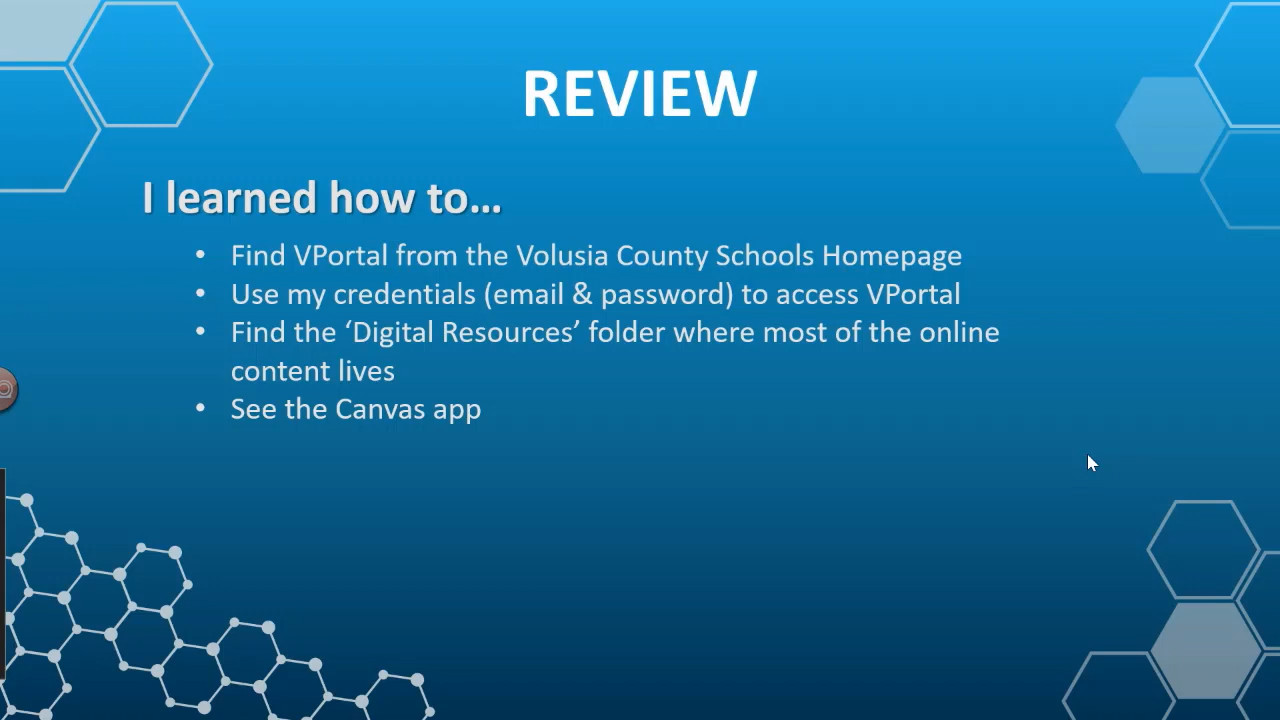 REVIEW
I learned how to...
• Find VPortal from the Volusia County Schools Homepage
• Use my credentials (email & password) to access VPortal
• Find the ‘Digital Resources’ folder where most of the online
content lives
• See the Canvas app